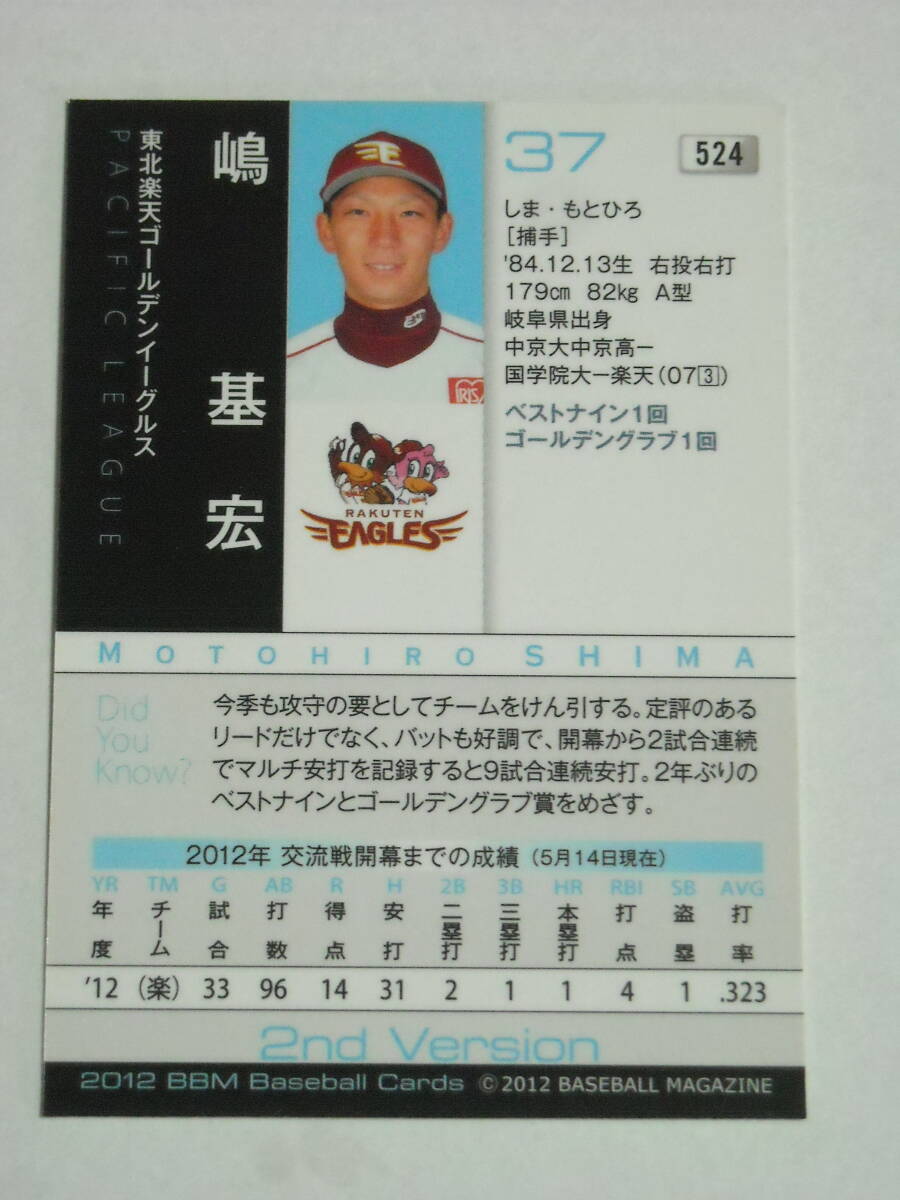 嶋 基 宏
東北楽天ゴールデンイーグルス
PACIFIC LEAGUE
E
IRIS
RAKUTEN
EAGLES
37
524
しま・もとひろ
[捕手]
'84.12.13生 右投右打
179㎝ 82㎏ A型
岐阜県出身
中京大中京高ー
国学院大ー楽天(07③)
ベストナイン1回
ゴールデングラブ1回
MOTOHIRO SHIMA
Did
You
Know?
今季も攻守の要としてチームをけん引する。定評のある
リードだけでなく、バットも好調で、開幕から2試合連続
でマルチ安打を記録すると9試合連続安打。2年ぶりの
ベストナインとゴールデングラブ賞をめざす。
2012年 交流戦開幕までの成績 (5月14日現在)
YR TM G AB R H 2B 3B HR RBI SB AVG
年度 チーム 試合 打数 得点 安打 二塁打 三塁打 本塁打 打点 盗塁 打率
'12 (楽) 33 96 14 31 2 1 1 4 1 .323
2nd Version
2012 BBM Baseball Cards ©2012 BASEBALL MAGAZINE